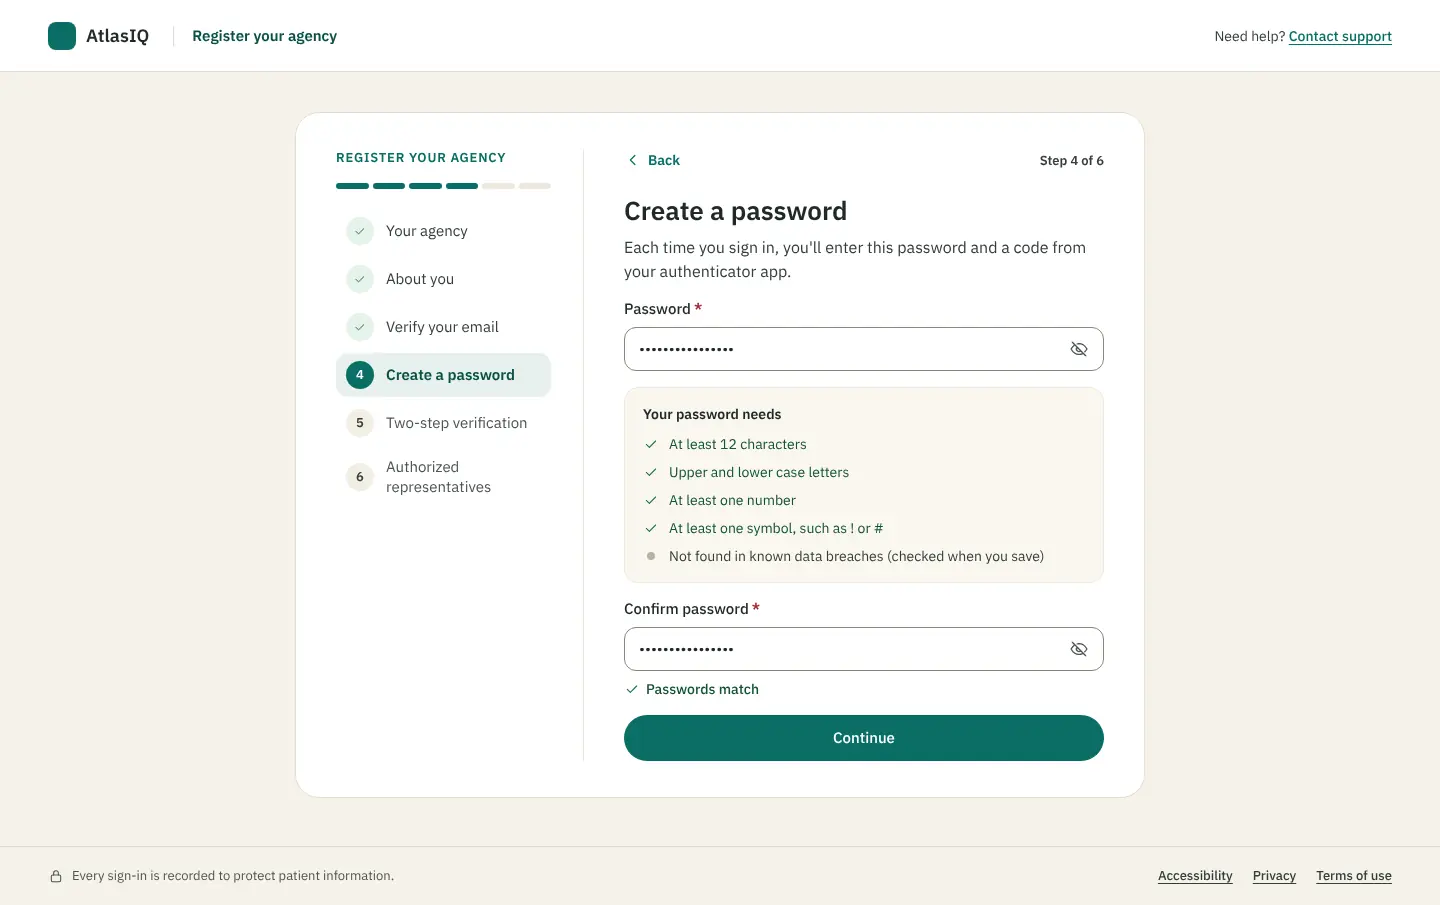 AtlasIQ
Register your agency
Need help? Contact support
REGISTER YOUR AGENCY
Your agency
About you
Verify your email
4 Create a password
5 Two-step verification
6 Authorized
representatives
Back
Step 4 of 6
Create a password
Each time you sign in, you'll enter this password and a code from
your authenticator app.
Password *
••••••••••••••••
Your password needs
At least 12 characters
Upper and lower case letters
At least one number
At least one symbol, such as ! or #
Not found in known data breaches (checked when you save)
Confirm password *
••••••••••••••••
Passwords match
Continue
Every sign-in is recorded to protect patient information.
Accessibility
Privacy
Terms of use